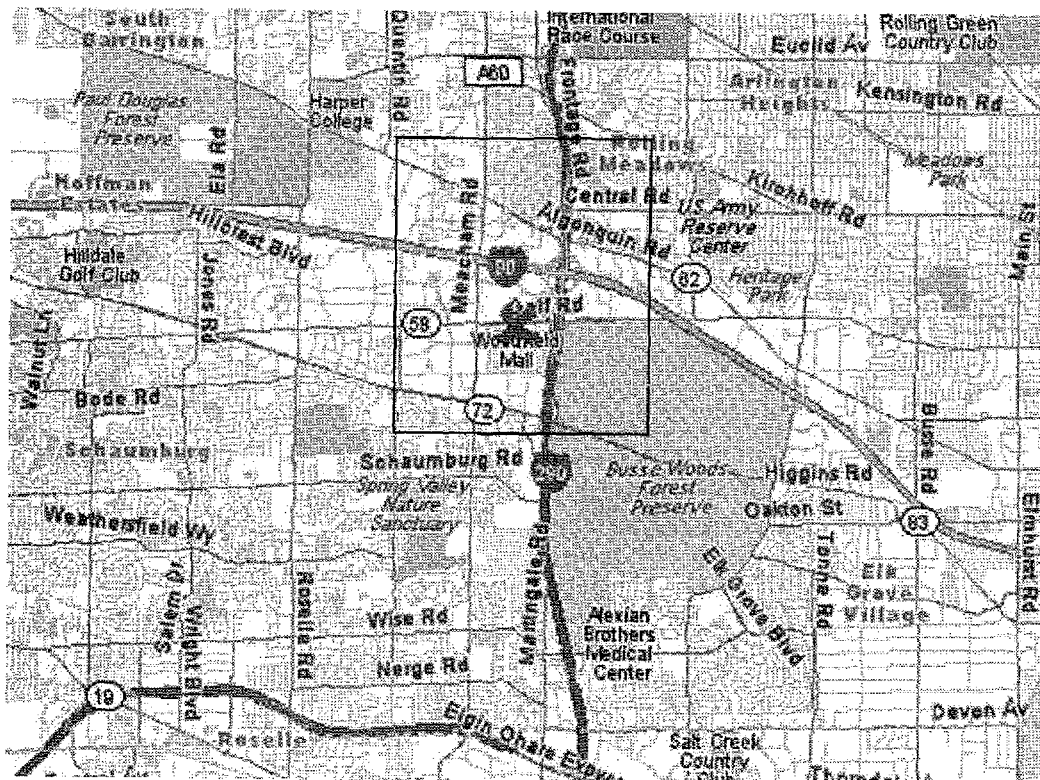 South
Barrington
Quentin Rd
International
Race Course
Rolling Green
Country Club
Euclid Av
A60
Frontage Rd
Arlington
Heights
Kensington Rd
Paul Douglas
Forest
Preserve
Harper
College
Ela Rd
Rolling
Meadows
Meadows
Park
Hoffman
Estates
Meacham Rd
Central Rd
Kirchhoff Rd
Hillcrest Blvd
Algonquin Rd
US Army
Reserve
Center
Hilldale
Golf Club
Jones Rd
90
62
Heritage
Park
58
Golf Rd
Woodfield
Mall
Walnut Ln
Bode Rd
72
Busse Rd
Schaumburg
Schaumburg Rd
Spring Valley
Nature
Sanctuary
Busse Woods
Forest
Preserve
Higgins Rd
Oakton St
Weathersfield Wy
83
Elmhurst Rd
Salem Dr
Wright Blvd
Roselle Rd
Elk Grove Blvd
Tonne Rd
Elk
Grove
Village
Wise Rd
Alexian
Brothers
Medical
Center
Nerge Rd
19
Devon Av
Roselle
Elgin Ohare Expwy
Salt Creek
Country
Club